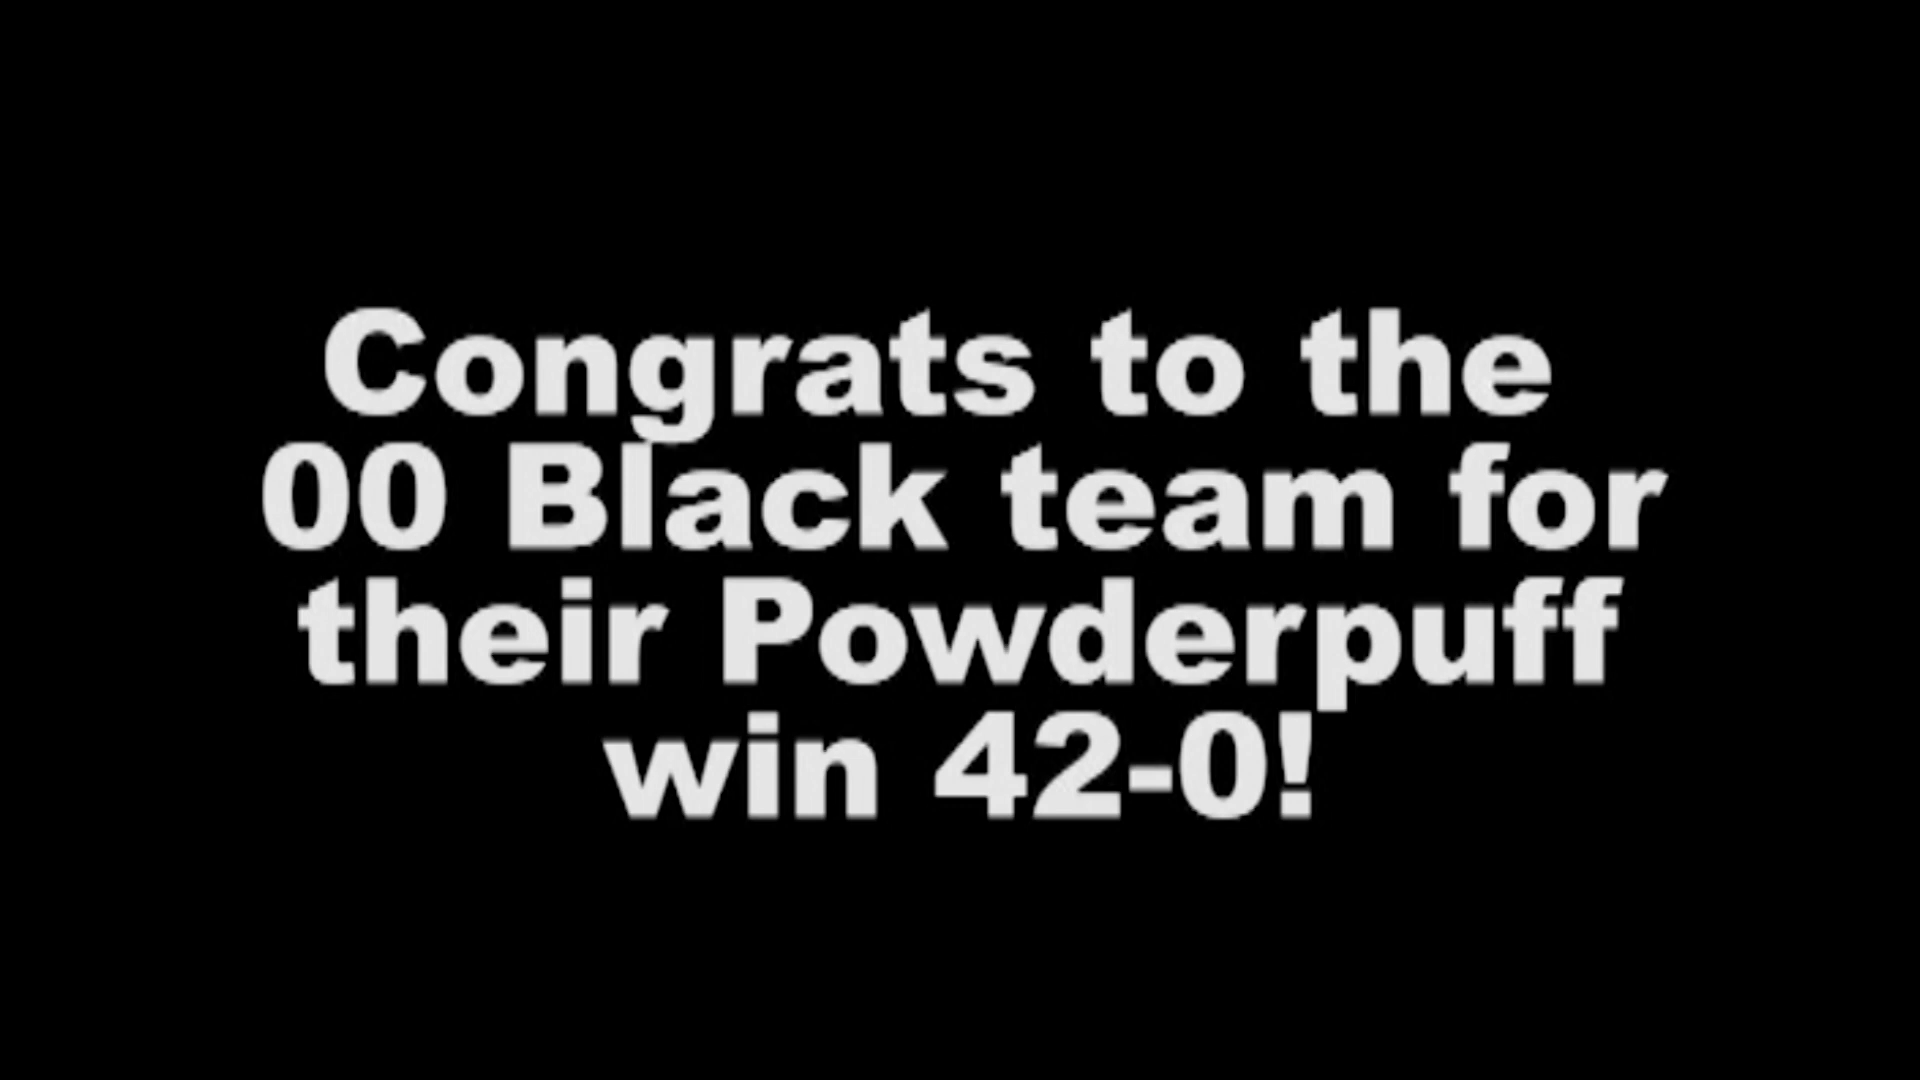 Congrats to the
00 Black team for
their Powderpuff
win 42-0!